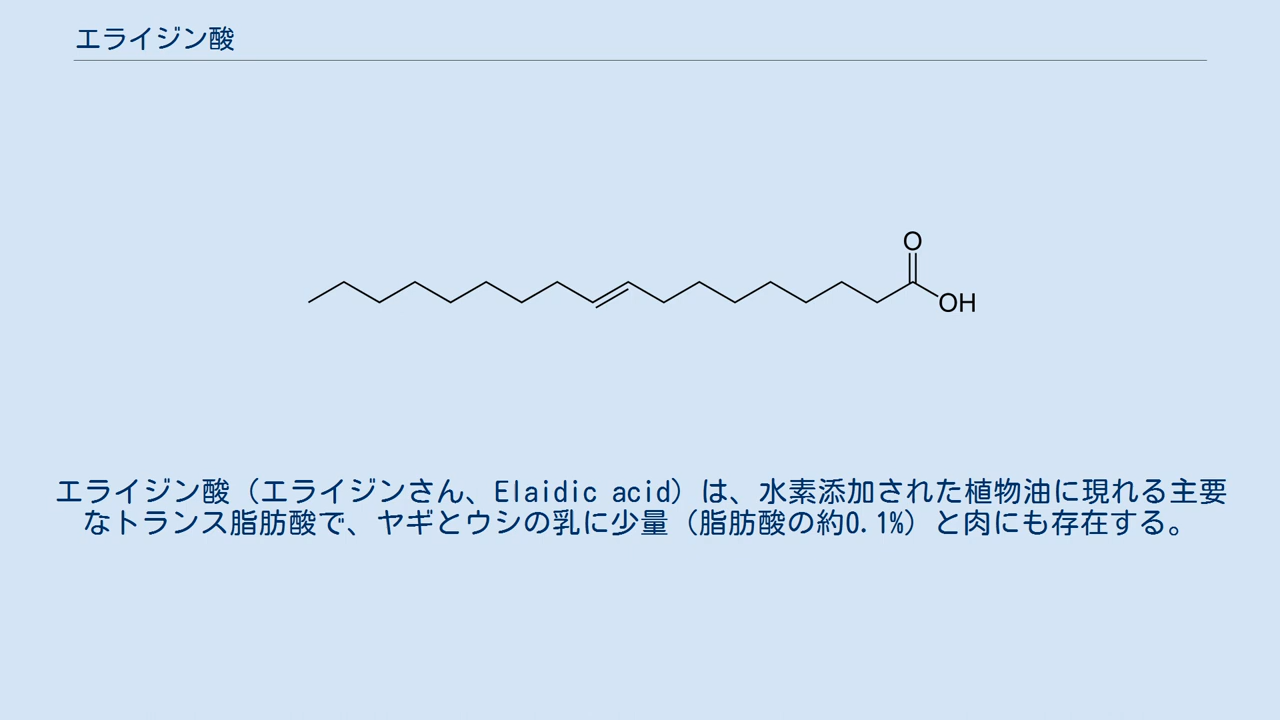 エライジン酸
O
OH
エライジン酸（エライジンさん、Elaidic acid）は、水素添加された植物油に現れる主要
なトランス脂肪酸で、ヤギとウシの乳に少量（脂肪酸の約0.1%）と肉にも存在する。